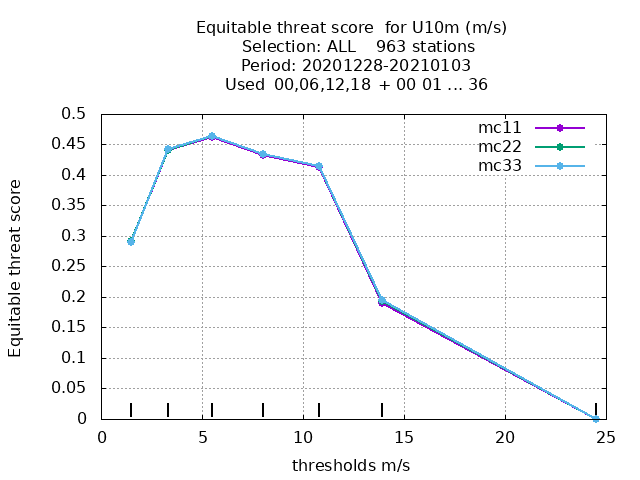 Equitable threat score  for U10m (m/s)
Selection: ALL    963 stations
Period: 20201228-20210103
Used  00,06,12,18  + 00 01 ... 36
0.5
0.45
0.4
0.35
0.3
0.25
0.2
0.15
0.1
0.05
0
Equitable threat score
mc11
mc22
mc33
0 5 10 15 20 25
thresholds m/s